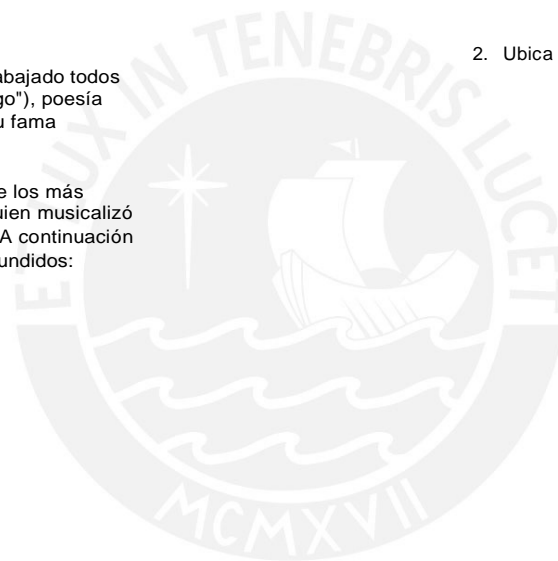 abajado todos
go"), poesía
u fama
e los más
uien musicalizó
A continuación
undidos:
2. Ubica
ET LUX IN TENEBRIS LUCET
MCMXVII